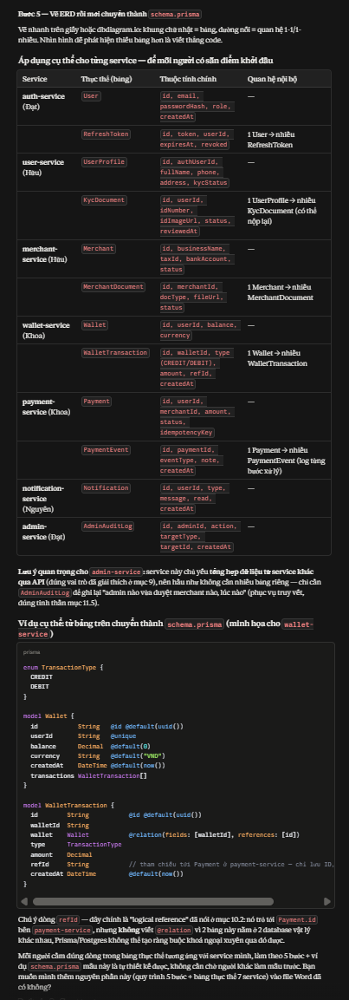 Bước 5 — Vẽ ERD rồi mới chuyển thành schema.prisma
Vẽ nhanh trên giấy hoặc dbdiagram.io: khung chữ nhật = bảng, đường nối = quan hệ 1-1/1-
nhiều. Nhìn hình dễ phát hiện thiếu bảng hơn là viết thẳng code.
Áp dụng cụ thể cho từng service — để mỗi người có sẵn điểm khởi đầu
Service Thực thể (bảng) Thuộc tính chính Quan hệ nội bộ
auth-service User id, email, —
(Đạt) passwordHash, role,
createdAt
RefreshToken id, token, userId, 1 User → nhiều
expiresAt, revoked RefreshToken
user-service UserProfile id, authUserId, —
(Hữu) fullName, phone,
address, kycStatus
KycDocument id, userId, 1 UserProfile → nhiều
idNumber, KycDocument (có thể
idImageUrl, status, nộp lại)
reviewedAt
merchant- Merchant id, businessName, —
service (Hữu) taxId, bankAccount,
status
MerchantDocument id, merchantId, 1 Merchant → nhiều
docType, fileUrl, MerchantDocument
status
wallet-service Wallet id, userId, balance, —
(Khoa) currency
WalletTransaction id, walletId, type 1 Wallet → nhiều
(CREDIT/DEBIT), WalletTransaction
amount, refId,
createdAt
payment- Payment id, userId, —
service (Khoa) merchantId, amount,
status,
idempotencyKey
PaymentEvent id, paymentId, 1 Payment → nhiều
eventType, note, PaymentEvent (log từng
createdAt bước xử lý)
notification- Notification id, userId, type, —
service message, read,
(Nguyên) createdAt
admin- AdminAuditLog id, adminId, action, —
service (Đạt) targetType,
targetId, createdAt
Lưu ý quan trọng cho admin-service: service này chủ yếu tổng hợp dữ liệu từ service khác
qua API (đúng vai trò đã giải thích ở mục 9), nên hầu như không cần nhiều bảng riêng — chỉ cần
AdminAuditLog để ghi lại "admin nào vừa duyệt merchant nào, lúc nào" (phục vụ truy vết,
đúng tinh thần mục 11.5).
Ví dụ cụ thể từ bảng trên chuyển thành schema.prisma (minh họa cho wallet-
service)
prisma
enum TransactionType {
CREDIT
DEBIT
}
model Wallet {
id String @id @default(uuid())
userId String @unique
balance Decimal @default(0)
currency String @default("VND")
createdAt DateTime @default(now())
transactions WalletTransaction[]
}
model WalletTransaction {
id String @id @default(uuid())
walletId String
wallet Wallet @relation(fields: [walletId], references: [id])
type TransactionType
amount Decimal
refId String // tham chiếu tới Payment ở payment-service — chỉ lưu ID,
createdAt DateTime @default(now())
}
Chú ý dòng refId — đây chính là "logical reference" đã nói ở mục 10.2: nó trỏ tới Payment.id
bên payment-service, nhưng không viết @relation vì 2 bảng này nằm ở 2 database vật lý
khác nhau, Prisma/Postgres không thể tạo ràng buộc khoá ngoại xuyên qua đó được.
Mỗi người cầm đúng dòng trong bảng thực thể tương ứng với service mình, làm theo 5 bước + ví
dụ schema.prisma mẫu này là tự thiết kế được, không cần chờ người khác làm mẫu trước. Bạn
muốn mình thêm nguyên phần này (quy trình 5 bước + bảng thực thể 7 service) vào file Word đã
có không?